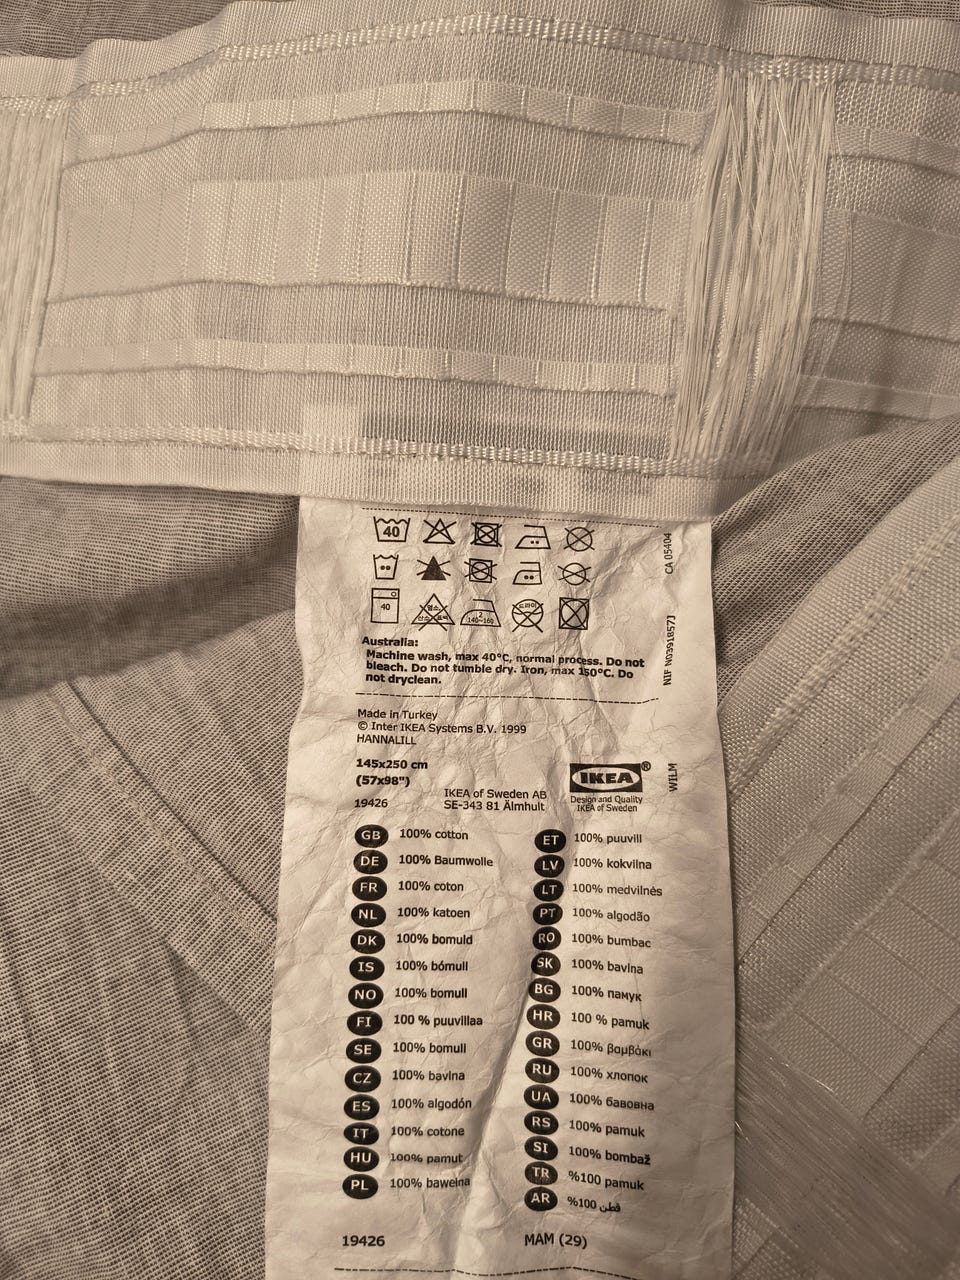 40
40
2
140~160
Australia:
Machine wash, max 40°C, normal process. Do not
bleach. Do not tumble dry. Iron, max 150°C. Do
not dryclean.
CA 05404
NIF N03918573
WILM
Made in Turkey
© Inter IKEA Systems B.V. 1999
HANNALILL
145x250 cm
(57x98")
19426
IKEA of Sweden AB
SE-343 81 Älmhult
IKEA®
Design and Quality
IKEA of Sweden
GB 100% cotton
DE 100% Baumwolle
FR 100% coton
NL 100% katoen
DK 100% bomuld
IS 100% bómull
NO 100% bomull
FI 100 % puuvillaa
SE 100% bomull
CZ 100% bavlna
ES 100% algodón
IT 100% cotone
HU 100% pamut
PL 100% bawełna
ET 100% puuvill
LV 100% kokvilna
LT 100% medvilnės
PT 100% algodão
RO 100% bumbac
SK 100% bavlna
BG 100% памук
HR 100 % pamuk
GR 100% βαμβάκι
RU 100% хлопок
UA 100% бавовна
RS 100% pamuk
SI 100% bombaž
TR %100 pamuk
AR %100 قطن
19426
MAM (29)